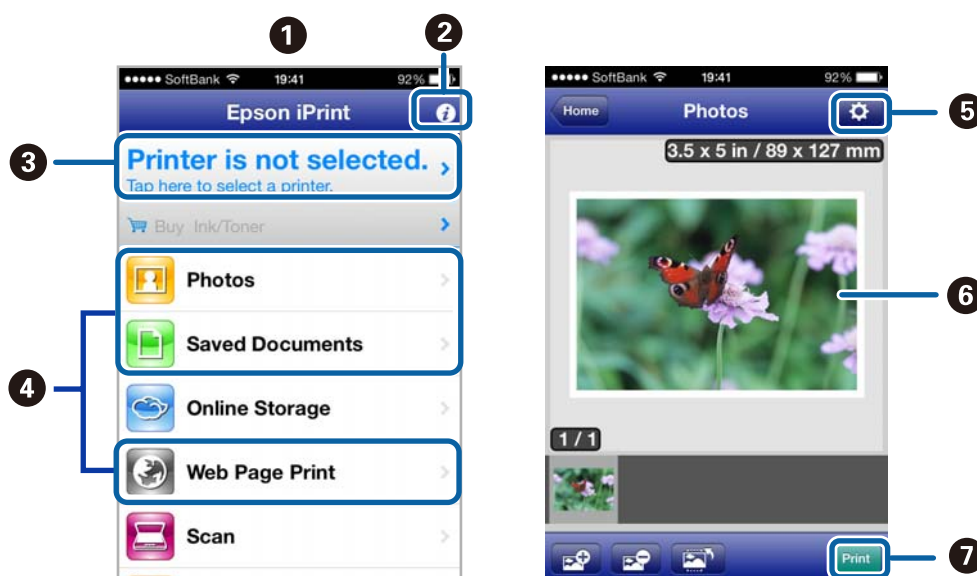 1
2
●●●●● SoftBank 19:41 92%
Epson iPrint
i
3
Printer is not selected.
Tap here to select a printer.
Buy Ink/Toner
4
Photos
Saved Documents
Online Storage
Web Page Print
Scan
●●●●● SoftBank 19:41 92%
Home Photos
5
3.5 x 5 in / 89 x 127 mm
6
1 / 1
Print
7